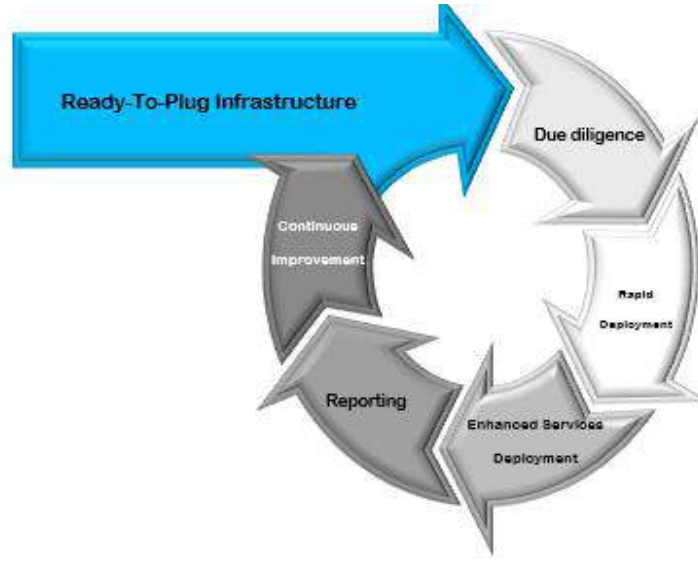 Ready-To-Plug Infrastructure
Due diligence
Rapid
Deployment
Enhanced Services
Deployment
Reporting
Continuous
Improvement